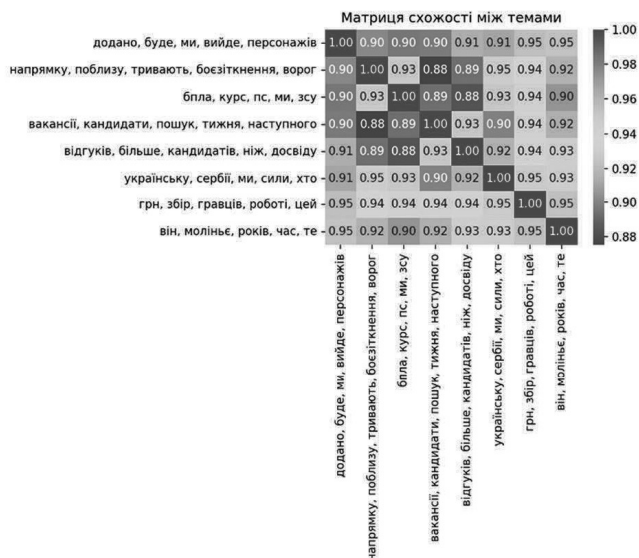 Матриця схожості між темами
додано, буде, ми, вийде, персонажів 1.00 0.90 0.90 0.90 0.91 0.91 0.95 0.95
напрямку, поблизу, тривають, боєзіткнення, ворог 0.90 1.00 0.93 0.88 0.89 0.95 0.94 0.92
бпла, курс, пс, ми, зсу 0.90 0.93 1.00 0.89 0.88 0.93 0.94 0.90
вакансії, кандидати, пошук, тижня, наступного 0.90 0.88 0.89 1.00 0.93 0.90 0.94 0.92
відгуків, більше, кандидатів, ніж, досвіду 0.91 0.89 0.88 0.93 1.00 0.92 0.94 0.93
українську, сербії, ми, сили, хто 0.91 0.95 0.93 0.90 0.92 1.00 0.95 0.93
грн, збір, гравців, роботі, цей 0.95 0.94 0.94 0.94 0.94 0.95 1.00 0.95
він, моліньє, років, час, те 0.95 0.92 0.90 0.92 0.93 0.93 0.95 1.00
додано, буде, ми, вийде, персонажів
напрямку, поблизу, тривають, боєзіткнення, ворог
бпла, курс, пс, ми, зсу
вакансії, кандидати, пошук, тижня, наступного
відгуків, більше, кандидатів, ніж, досвіду
українську, сербії, ми, сили, хто
грн, збір, гравців, роботі, цей
він, моліньє, років, час, те
1.00
0.98
0.96
0.94
0.92
0.90
0.88